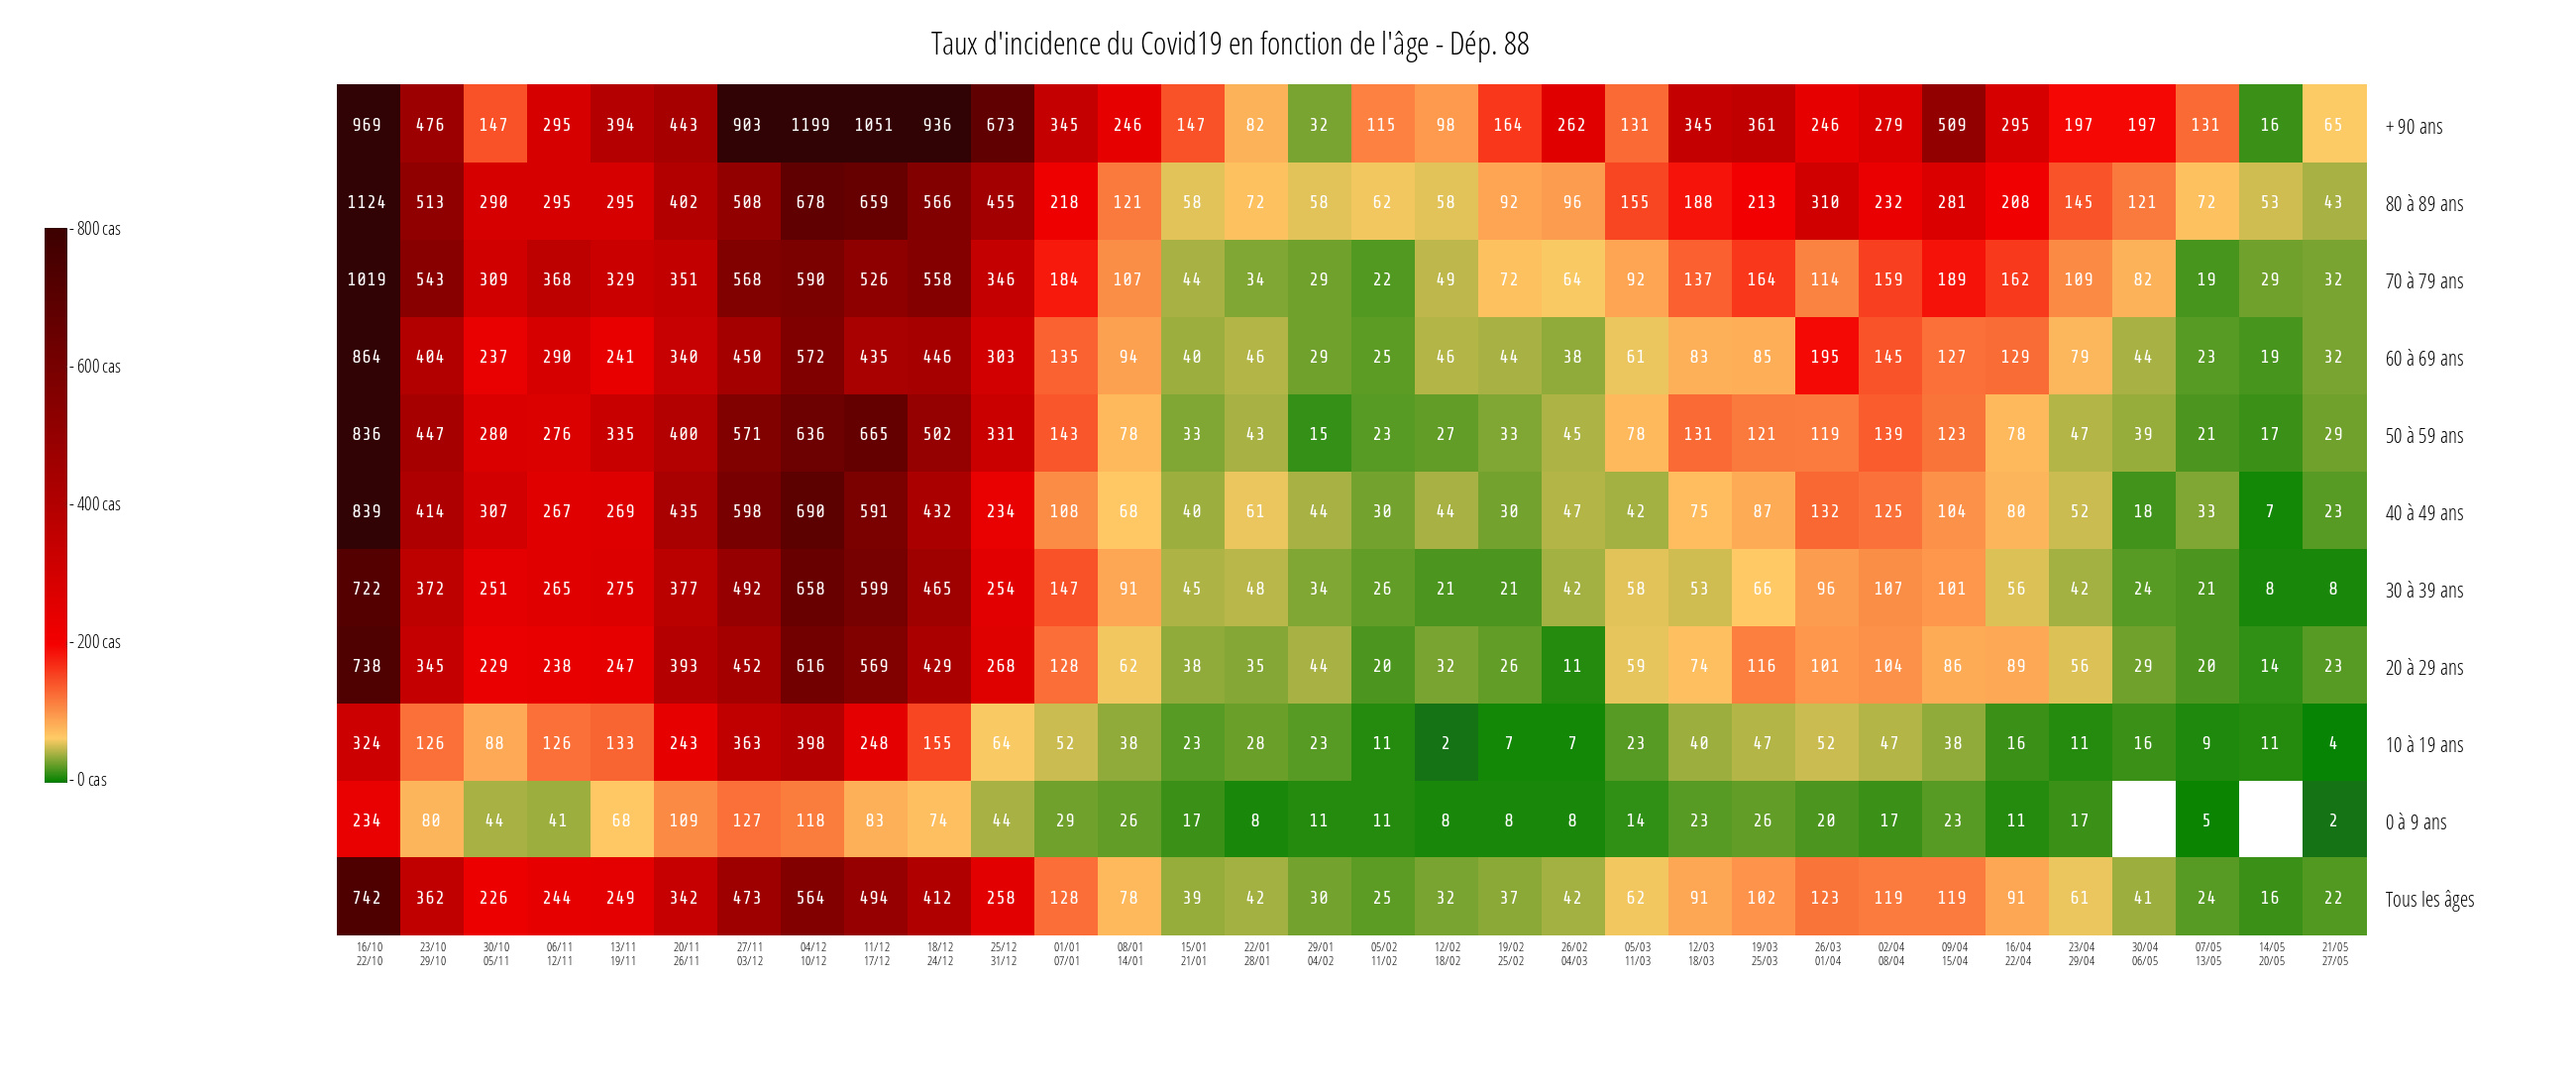 Taux d'incidence du Covid19 en fonction de l'âge - Dép. 88
969 476 147 295 394 443 903 1199 1051 936 673 345 246 147 82 32 115 98 164 262 131 345 361 246 279 509 295 197 197 131 16 65 + 90 ans
1124 513 290 295 295 402 508 678 659 566 455 218 121 58 72 58 62 58 92 96 155 188 213 310 232 281 208 145 121 72 53 43 80 à 89 ans
- 800 cas
1019 543 309 368 329 351 568 590 526 558 346 184 107 44 34 29 22 49 72 64 92 137 164 114 159 189 162 109 82 19 29 32 70 à 79 ans
864 404 237 290 241 340 450 572 435 446 303 135 94 40 46 29 25 46 44 38 61 83 85 195 145 127 129 79 44 23 19 32 60 à 69 ans
- 600 cas
836 447 280 276 335 400 571 636 665 502 331 143 78 33 43 15 23 27 33 45 78 131 121 119 139 123 78 47 39 21 17 29 50 à 59 ans
- 400 cas
839 414 307 267 269 435 598 690 591 432 234 108 68 40 61 44 30 44 30 47 42 75 87 132 125 104 80 52 18 33 7 23 40 à 49 ans
722 372 251 265 275 377 492 658 599 465 254 147 91 45 48 34 26 21 21 42 58 53 66 96 107 101 56 42 24 21 8 8 30 à 39 ans
- 200 cas
738 345 229 238 247 393 452 616 569 429 268 128 62 38 35 44 20 32 26 11 59 74 116 101 104 86 89 56 29 20 14 23 20 à 29 ans
324 126 88 126 133 243 363 398 248 155 64 52 38 23 28 23 11 2 7 7 23 40 47 52 47 38 16 11 16 9 11 4 10 à 19 ans
- 0 cas
234 80 44 41 68 109 127 118 83 74 44 29 26 17 8 11 11 8 8 8 14 23 26 20 17 23 11 17 5 2 0 à 9 ans
742 362 226 244 249 342 473 564 494 412 258 128 78 39 42 30 25 32 37 42 62 91 102 123 119 119 91 61 41 24 16 22 Tous les âges
16/10 23/10 30/10 06/11 13/11 20/11 27/11 04/12 11/12 18/12 25/12 01/01 08/01 15/01 22/01 29/01 05/02 12/02 19/02 26/02 05/03 12/03 19/03 26/03 02/04 09/04 16/04 23/04 30/04 07/05 14/05 21/05
22/10 29/10 05/11 12/11 19/11 26/11 03/12 10/12 17/12 24/12 31/12 07/01 14/01 21/01 28/01 04/02 11/02 18/02 25/02 04/03 11/03 18/03 25/03 01/04 08/04 15/04 22/04 29/04 06/05 13/05 20/05 27/05